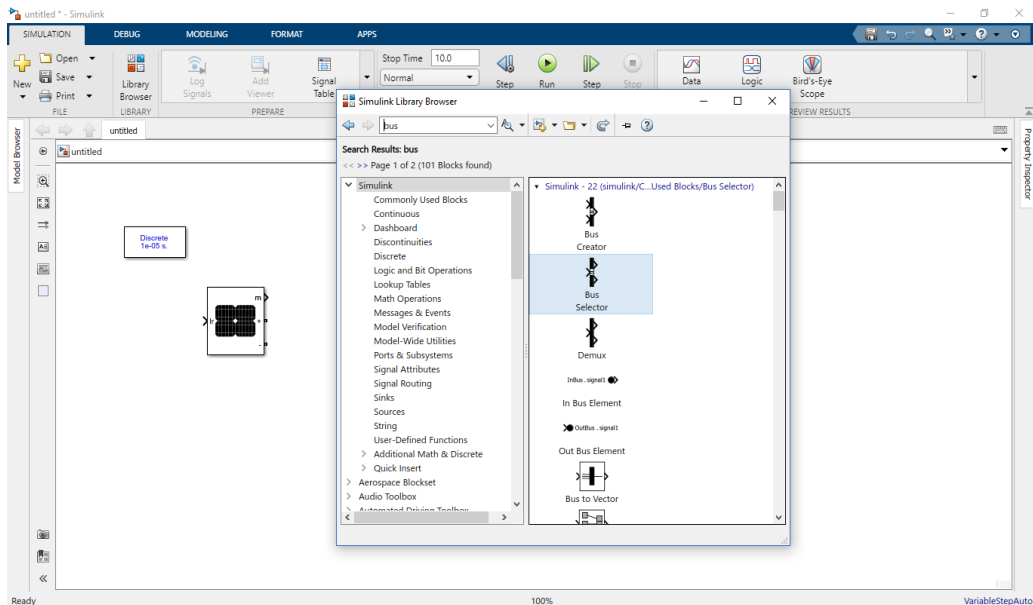 untitled * - Simulink
SIMULATION DEBUG MODELING FORMAT APPS
New
Open
Save
Print
FILE
Library
Browser
LIBRARY
Log
Signals
Add
Viewer
Signal
Table
PREPARE
Stop Time 10.0
Normal
Step
Run
Step
Stop
Data
Logic
Bird's-Eye
Scope
REVIEW RESULTS
Model Browser
untitled
untitled
Property Inspector
Discrete
1e-05 s.
Ir
m
+
-
Simulink Library Browser
bus
Search Results: bus
<< >> Page 1 of 2 (101 Blocks found)
Simulink
Commonly Used Blocks
Continuous
Dashboard
Discontinuities
Discrete
Logic and Bit Operations
Lookup Tables
Math Operations
Messages & Events
Model Verification
Model-Wide Utilities
Ports & Subsystems
Signal Attributes
Signal Routing
Sinks
Sources
String
User-Defined Functions
Additional Math & Discrete
Quick Insert
Aerospace Blockset
Audio Toolbox
Automated Driving Toolbox
Simulink - 22 (simulink/C...Used Blocks/Bus Selector)
Bus
Creator
Bus
Selector
Demux
InBus . signal1
In Bus Element
OutBus . signal1
Out Bus Element
Bus to Vector
Ready
100%
VariableStepAuto